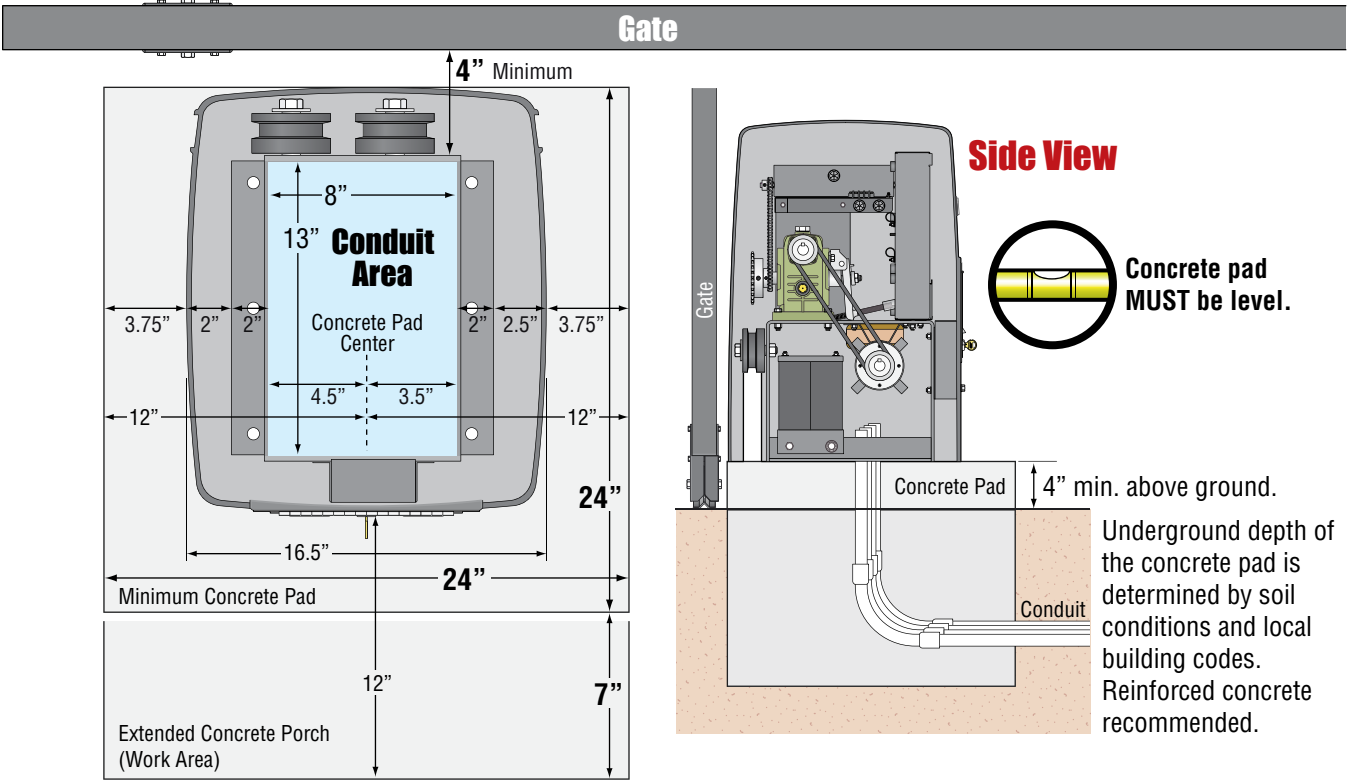 Gate
4” Minimum
8”
13”
Conduit
Area
3.75”
2”
2”
2”
2.5”
3.75”
Concrete Pad
Center
4.5”
3.5”
12”
12”
24”
16.5”
24”
Minimum Concrete Pad
12”
7”
Extended Concrete Porch
(Work Area)
Side View
Gate
Concrete pad
MUST be level.
Concrete Pad
4” min. above ground.
Underground depth of
the concrete pad is
determined by soil
conditions and local
building codes.
Reinforced concrete
recommended.
Conduit